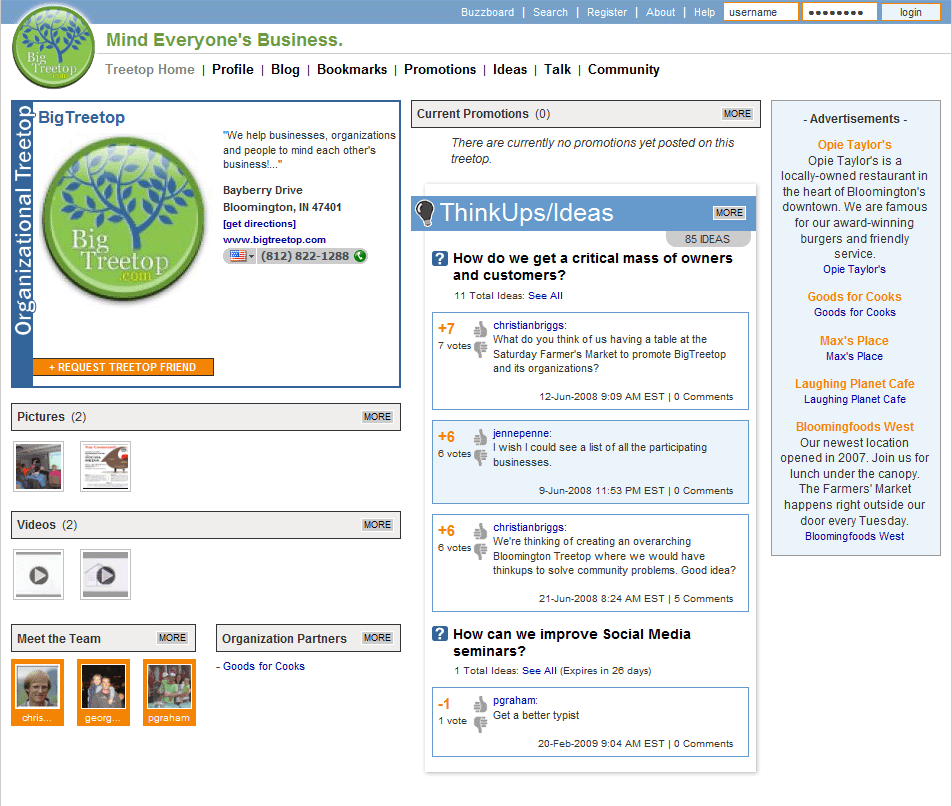 Buzzboard | Search | Register | About | Help username •••••••• login
Big
Treetop
.com
Mind Everyone's Business.
Treetop Home | Profile | Blog | Bookmarks | Promotions | Ideas | Talk | Community
Organizational Treetop
BigTreetop
Big
Treetop
.com
"We help businesses, organizations
and people to mind each other's
business!..."
Bayberry Drive
Bloomington, IN 47401
[get directions]
www.bigtreetop.com
(812) 822-1288
+ REQUEST TREETOP FRIEND
Pictures (2) MORE
Videos (2) MORE
Meet the Team MORE
chris...
georg...
pgraham
Organization Partners MORE
- Goods for Cooks
Current Promotions (0) MORE
There are currently no promotions yet posted on this
treetop.
ThinkUps/Ideas MORE
85 IDEAS
? How do we get a critical mass of owners
and customers?
11 Total Ideas: See All
+7
7 votes
christianbriggs:
What do you think of us having a table at the
Saturday Farmer's Market to promote BigTreetop
and its organizations?
12-Jun-2008 9:09 AM EST | 0 Comments
+6
6 votes
jennepenne:
I wish I could see a list of all the participating
businesses.
9-Jun-2008 11:53 PM EST | 0 Comments
+6
6 votes
christianbriggs:
We're thinking of creating an overarching
Bloomington Treetop where we would have
thinkups to solve community problems. Good idea?
21-Jun-2008 8:24 AM EST | 5 Comments
? How can we improve Social Media
seminars?
1 Total Ideas: See All (Expires in 26 days)
-1
1 vote
pgraham:
Get a better typist
20-Feb-2009 9:04 AM EST | 0 Comments
- Advertisements -
Opie Taylor's
Opie Taylor's is a
locally-owned restaurant in
the heart of Bloomington's
downtown. We are famous
for our award-winning
burgers and friendly
service.
Opie Taylor's
Goods for Cooks
Goods for Cooks
Max's Place
Max's Place
Laughing Planet Cafe
Laughing Planet Cafe
Bloomingfoods West
Our newest location
opened in 2007. Join us for
lunch under the canopy.
The Farmers' Market
happens right outside our
door every Tuesday.
Bloomingfoods West